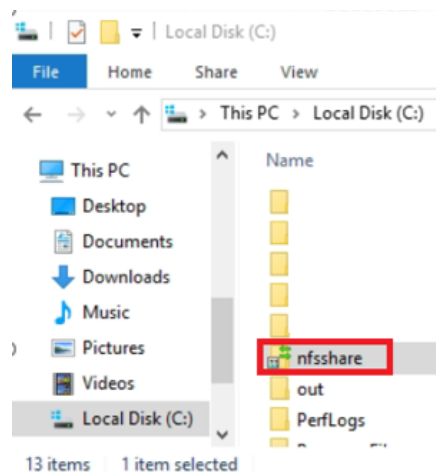 Local Disk (C:)
File Home Share View
This PC > Local Disk (C:)
This PC
Desktop
Documents
Downloads
Music
Pictures
Videos
Local Disk (C:)
Name
nfsshare
out
PerfLogs
13 items 1 item selected